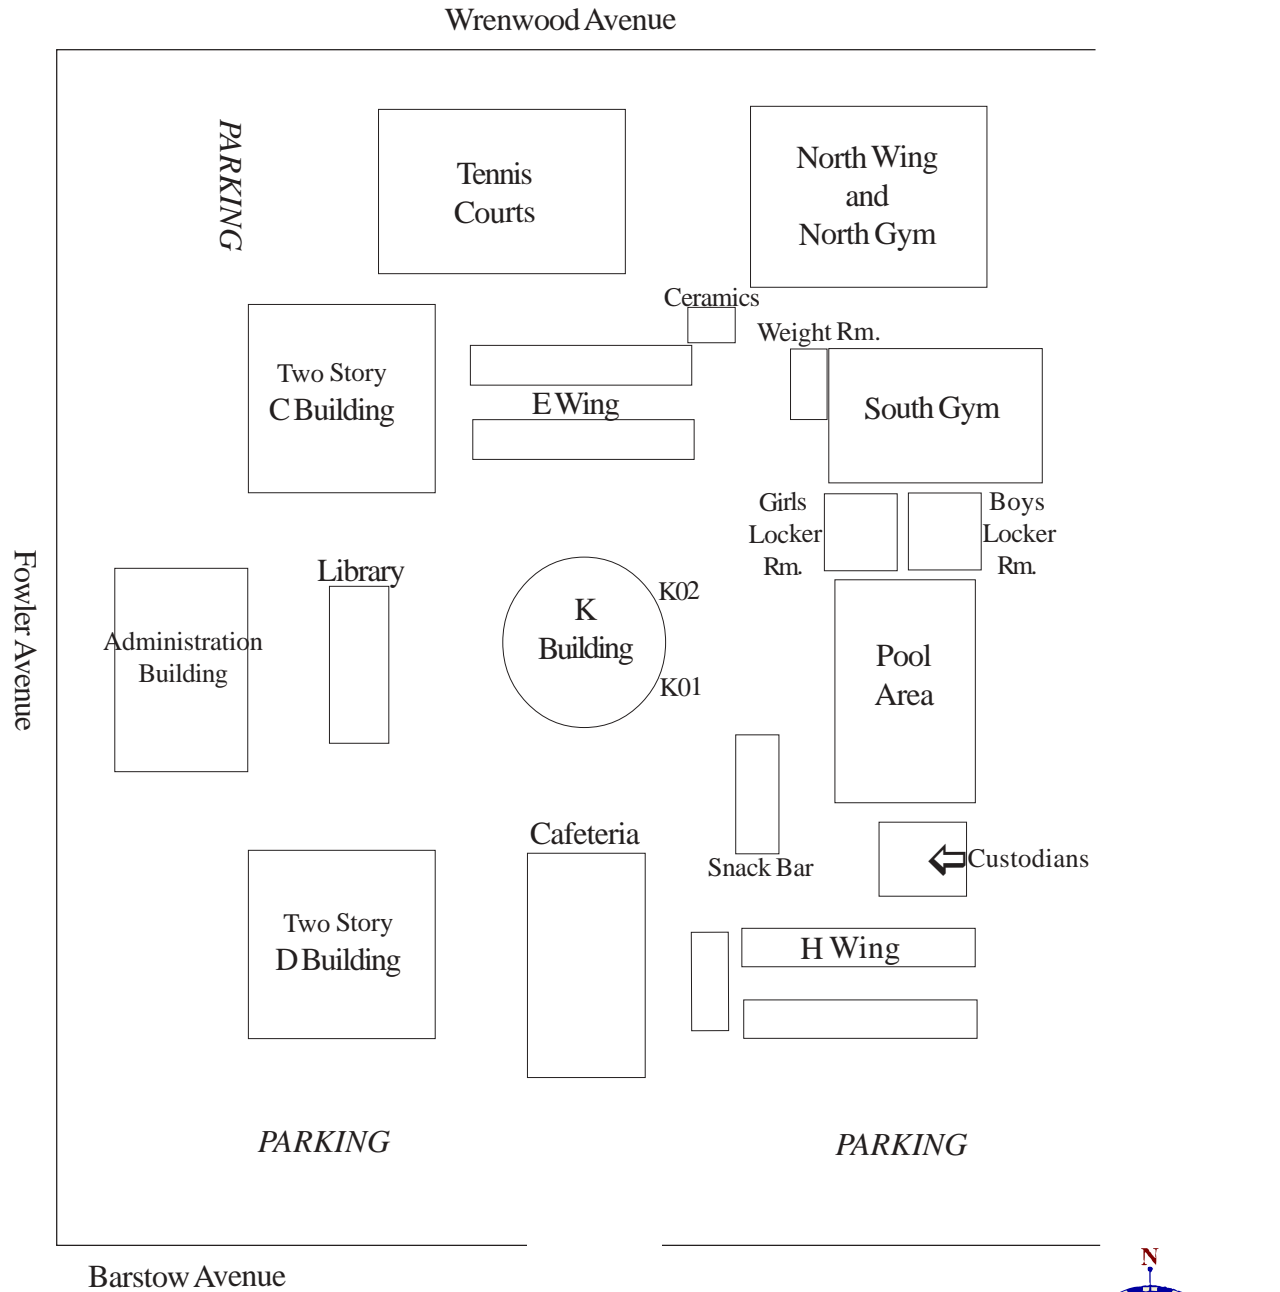 Wrenwood Avenue
PARKING
Tennis
Courts
North Wing
and
North Gym
Ceramics
Weight Rm.
Two Story
C Building
E Wing
South Gym
Girls
Locker
Rm.
Boys
Locker
Rm.
Fowler Avenue
Library
Administration
Building
K
Building
K02
K01
Pool
Area
Cafeteria
Snack Bar
Custodians
Two Story
D Building
H Wing
PARKING
PARKING
Barstow Avenue
N